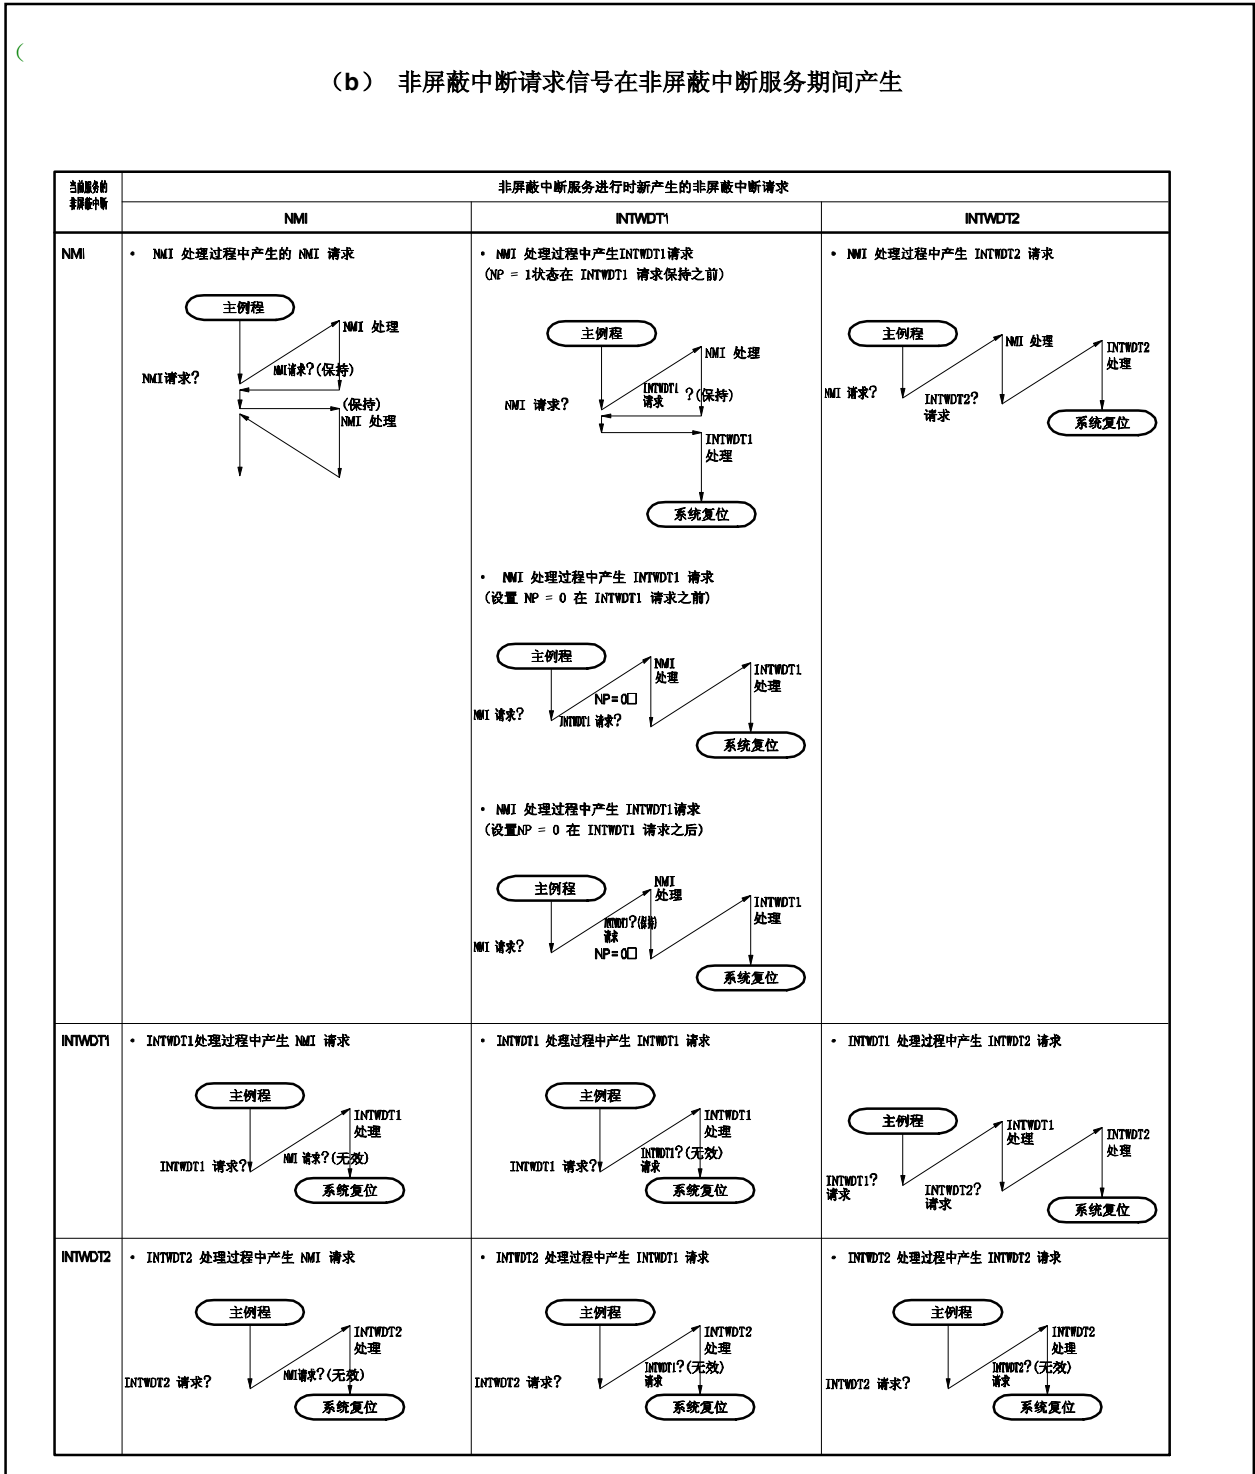 (
（b） 非屏蔽中断请求信号在非屏蔽中断服务期间产生
当前服务的
非屏蔽中断
非屏蔽中断服务进行时新产生的非屏蔽中断请求
NMI
INTWDT1
INTWDT2
NMI
• NMI 处理过程中产生的 NMI 请求
主例程
NMI 处理
NMI请求?
NMI请求?(保持)
(保持)
NMI 处理
• NMI 处理过程中产生INTWDT1请求
(NP = 1状态在 INTWDT1 请求保持之前)
主例程
NMI 处理
NMI 请求?
INTWDT1
请求
?(保持)
INTWDT1
处理
系统复位
• NMI 处理过程中产生 INTWDT1 请求
(设置 NP = 0 在 INTWDT1 请求之前)
主例程
NMI
处理
INTWDT1
处理
NP=0□
NMI 请求?
INTWDT1 请求?
系统复位
• NMI 处理过程中产生 INTWDT1请求
(设置NP = 0 在 INTWDT1 请求之后)
主例程
NMI
处理
INTWDT1
处理
INTWDT1?(保持)
请求
NMI 请求?
NP=0□
系统复位
• NMI 处理过程中产生 INTWDT2 请求
主例程
NMI 处理
INTWDT2
处理
NMI 请求?
INTWDT2?
请求
系统复位
INTWDT1
• INTWDT1处理过程中产生 NMI 请求
主例程
INTWDT1
处理
INTWDT1 请求?
NMI 请求?(无效)
系统复位
• INTWDT1 处理过程中产生 INTWDT1 请求
主例程
INTWDT1
处理
INTWDT1 请求?
INTWDT1?(无效)
请求
系统复位
• INTWDT1 处理过程中产生 INTWDT2 请求
主例程
INTWDT1
处理
INTWDT2
处理
INTWDT1?
请求
INTWDT2?
请求
系统复位
INTWDT2
• INTWDT2 处理过程中产生 NMI 请求
主例程
INTWDT2
处理
INTWDT2 请求?
NMI请求?(无效)
系统复位
• INTWDT2 处理过程中产生 INTWDT1 请求
主例程
INTWDT2
处理
INTWDT2 请求?
INTWDT1?(无效)
请求
系统复位
• INTWDT2 处理过程中产生 INTWDT2 请求
主例程
INTWDT2
处理
INTWDT2 请求?
INTWDT2?(无效)
请求
系统复位